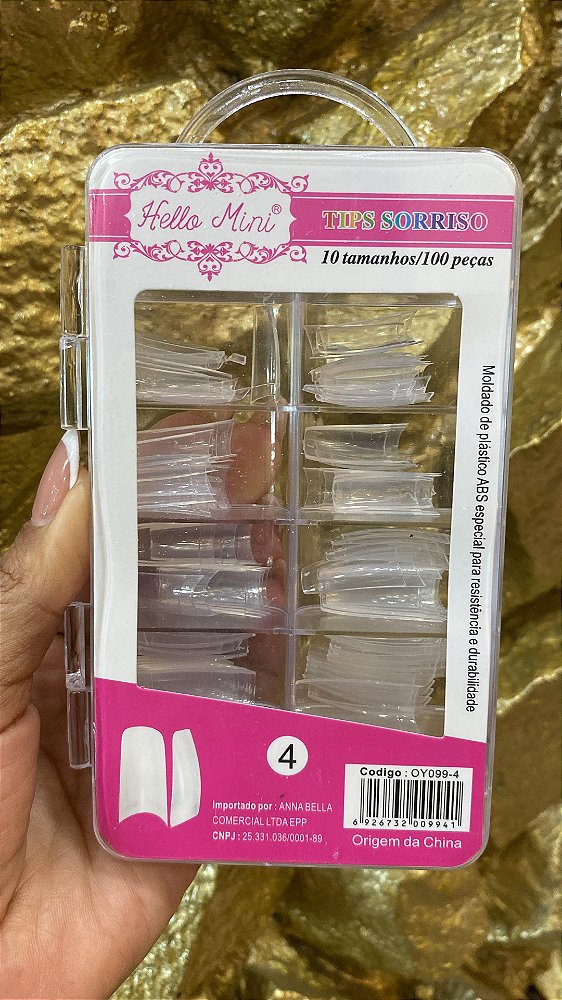 Hello Mini®
TIPS SORRISO
10 tamanhos/100 peças
Moldado de plástico ABS especial para resistência e durabilidade
4
Importado por : ANNA BELLA
COMERCIAL LTDA EPP
CNPJ : 25.331.036/0001-89
Codigo : OY099-4
6 926732 009941
Origem da China